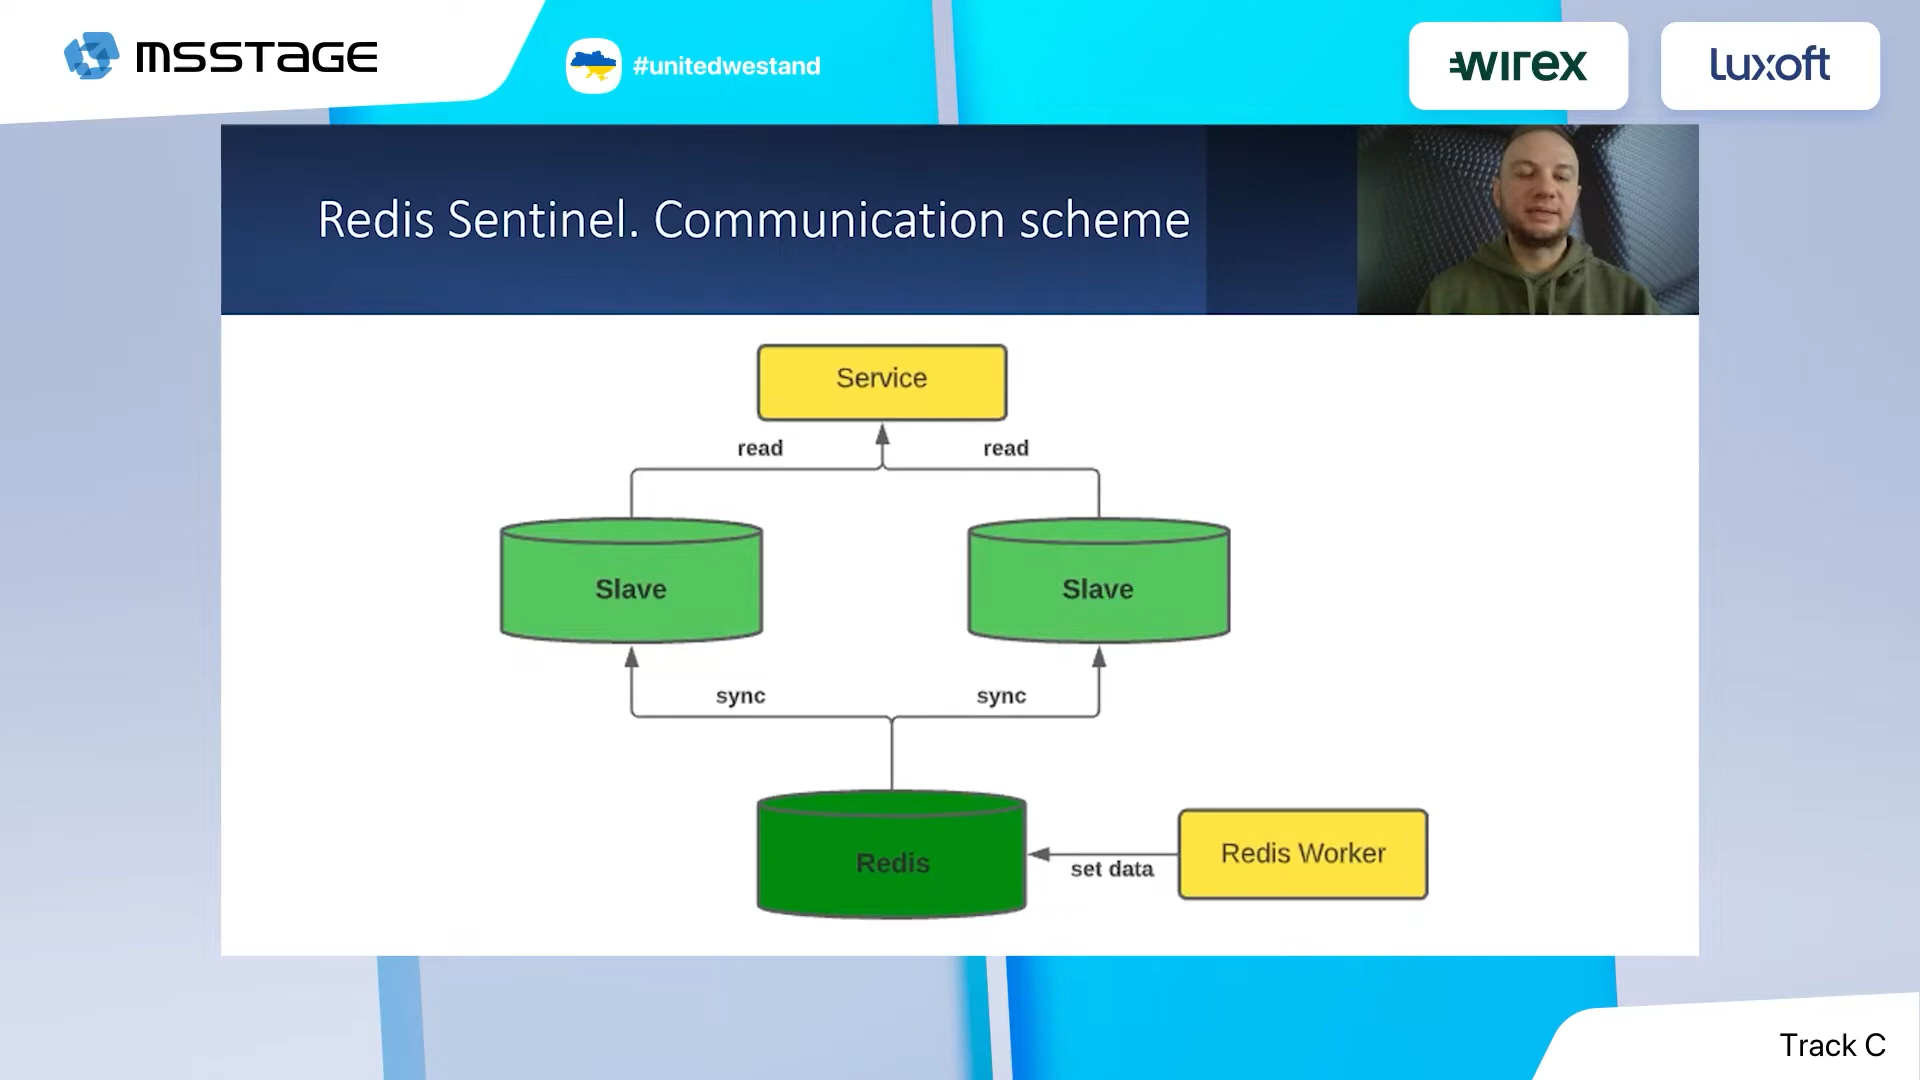 MSSTAGE
#unitedwestand
wirex
luxoft
Redis Sentinel. Communication scheme
Service
read
read
Slave
Slave
sync
sync
Redis
set data
Redis Worker
Track C